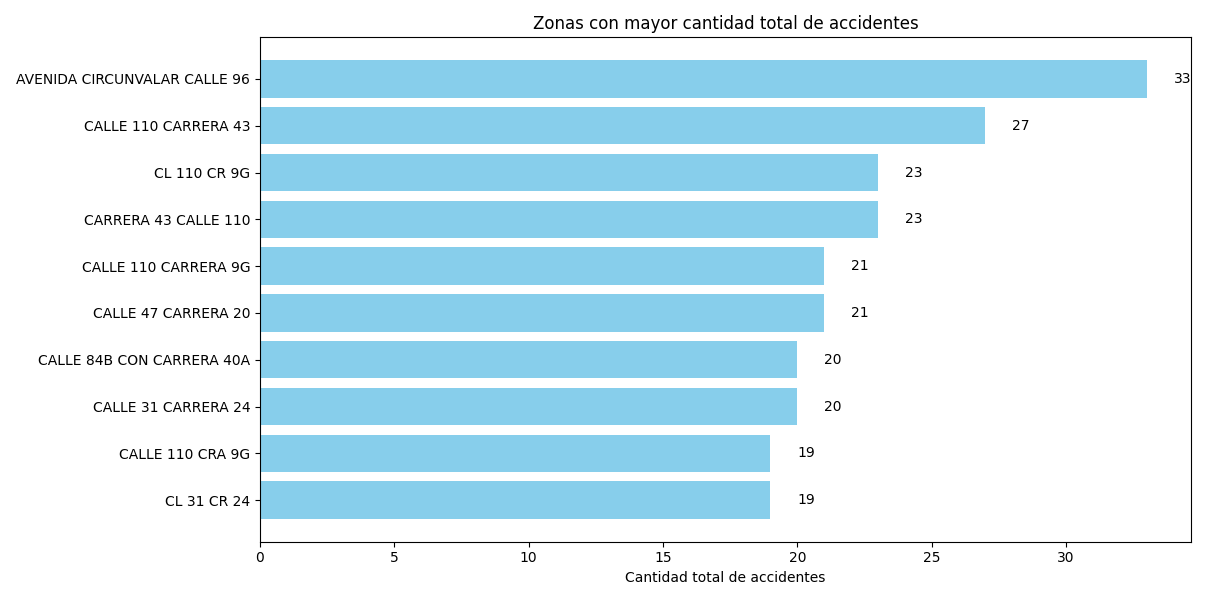 Zonas con mayor cantidad total de accidentes
AVENIDA CIRCUNVALAR CALLE 96 33
CALLE 110 CARRERA 43 27
CL 110 CR 9G 23
CARRERA 43 CALLE 110 23
CALLE 110 CARRERA 9G 21
CALLE 47 CARRERA 20 21
CALLE 84B CON CARRERA 40A 20
CALLE 31 CARRERA 24 20
CALLE 110 CRA 9G 19
CL 31 CR 24 19
0 5 10 15 20 25 30
Cantidad total de accidentes